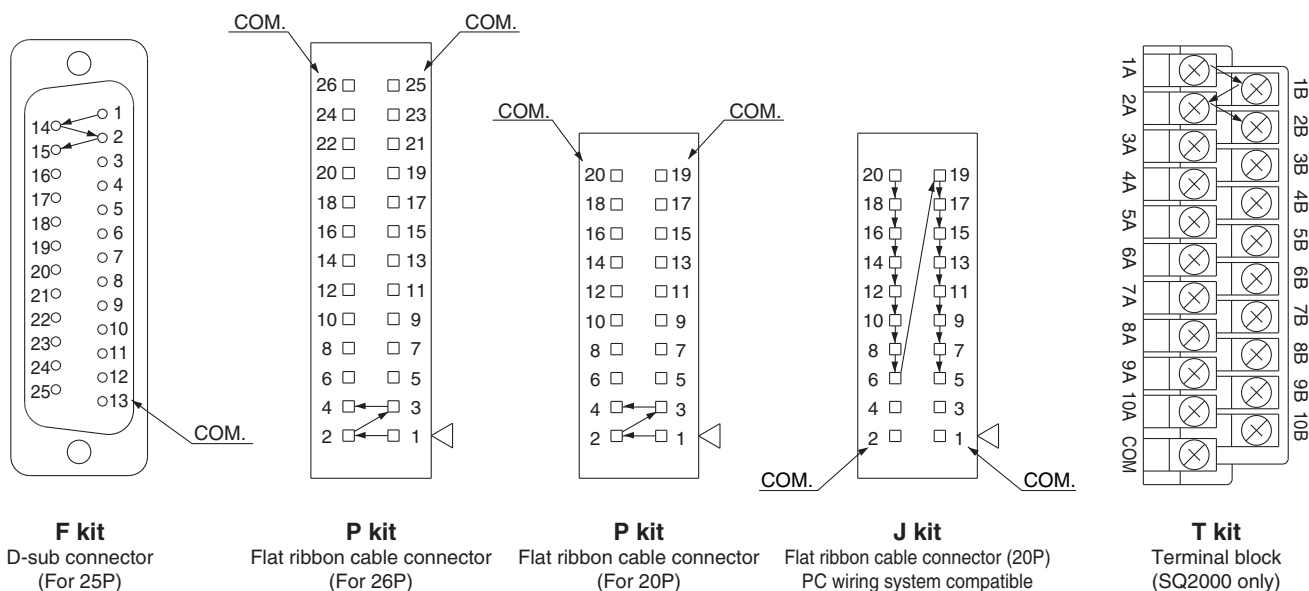 COM. COM.
26 25
24 23
22 21
20 19
18 17
16 15
14 13
12 11
10 9
8 7
6 5
4 3
2 1
COM. COM.
20 19
18 17
16 15
14 13
12 11
10 9
8 7
6 5
4 3
2 1
20 19
18 17
16 15
14 13
12 11
10 9
8 7
6 5
4 3
2 1
COM. COM.
1
14
2
15
3
16
4
17
5
18
6
19
7
20
8
21
9
22
10
23
11
24
12
25
13
COM.
1A
2A
3A
4A
5A
6A
7A
8A
9A
10A
COM
1B
2B
3B
4B
5B
6B
7B
8B
9B
10B
F kit
D-sub connector
(For 25P)
P kit
Flat ribbon cable connector
(For 26P)
P kit
Flat ribbon cable connector
(For 20P)
J kit
Flat ribbon cable connector (20P)
PC wiring system compatible
T kit
Terminal block
(SQ2000 only)